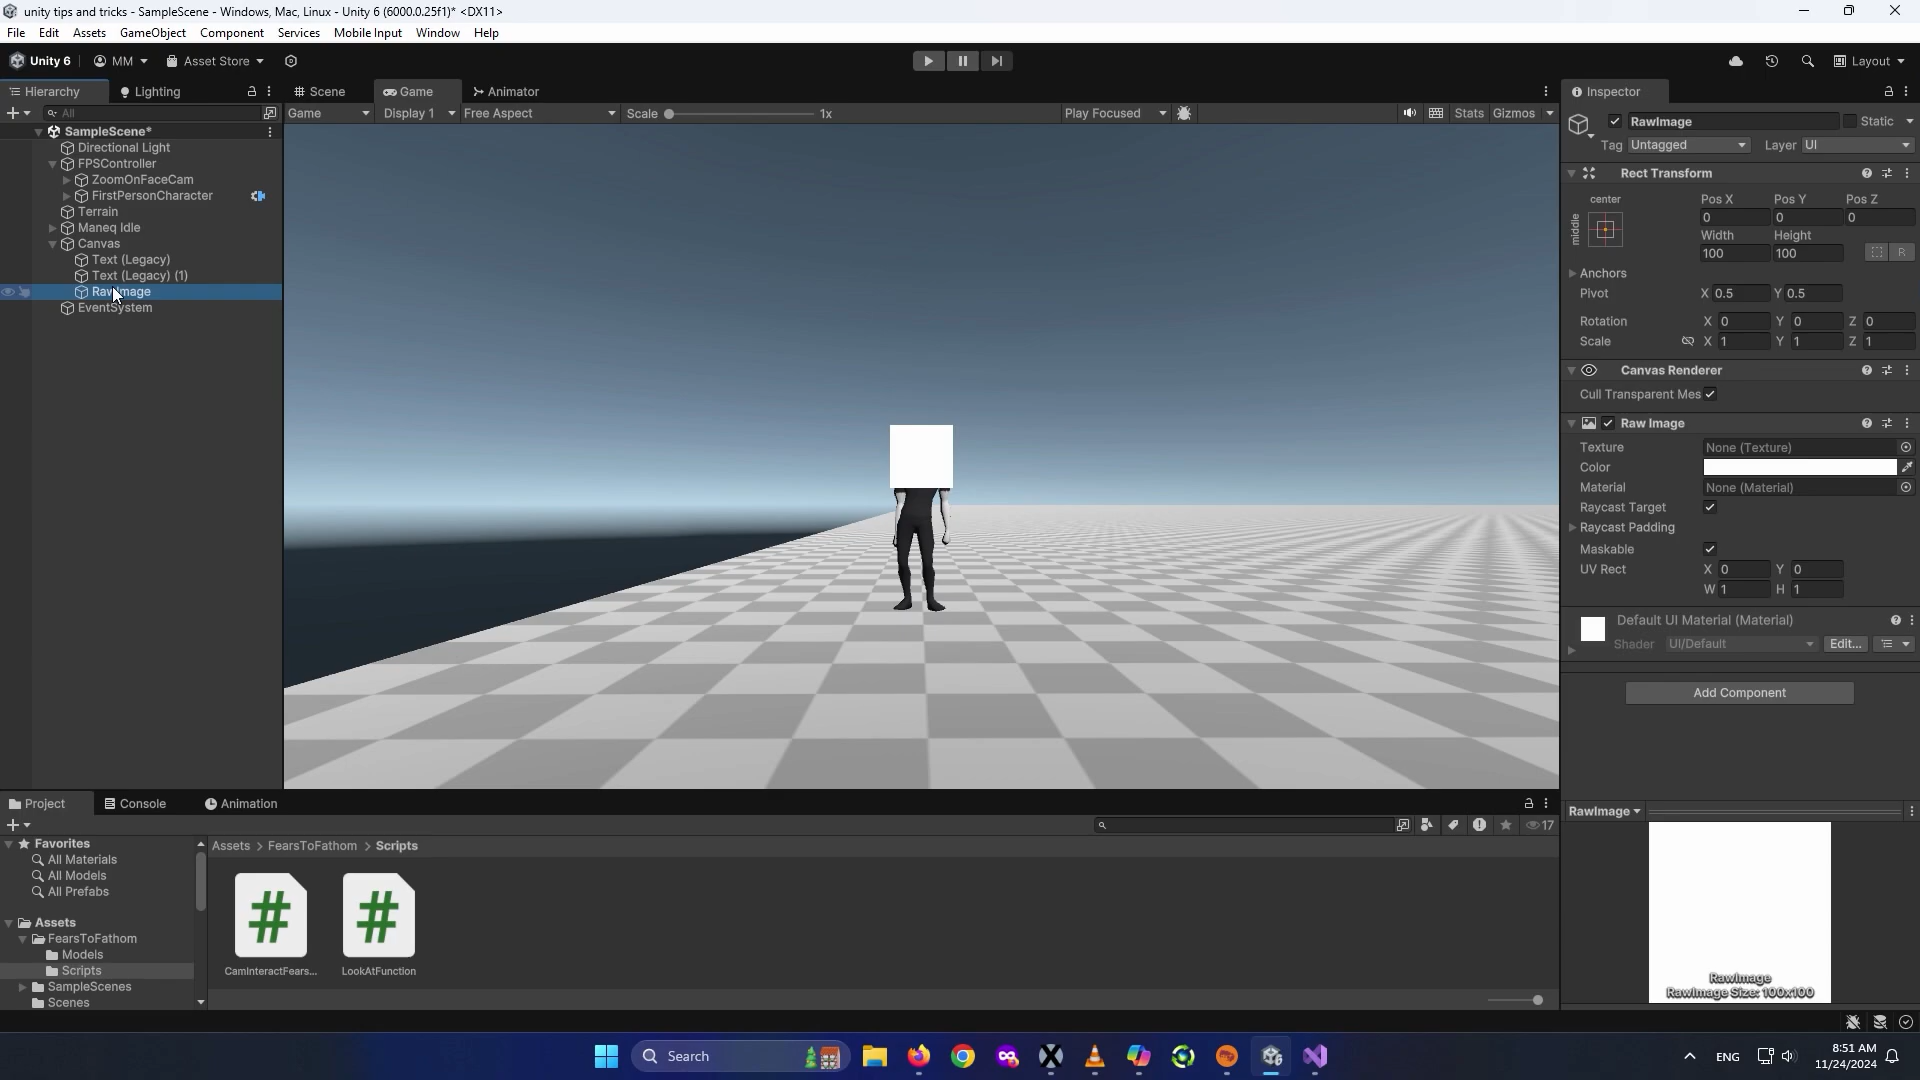 unity tips and tricks - SampleScene - Windows, Mac, Linux - Unity 6 (6000.0.25f1)* <DX11>
File Edit Assets GameObject Component Services Mobile Input Window Help
Unity 6 MM Asset Store Layout
Hierarchy Lighting Scene Game Animator Inspector
All Game Display 1 Free Aspect Scale 1x Play Focused Stats Gizmos
SampleScene*
Directional Light
FPSController
ZoomOnFaceCam
FirstPersonCharacter
Terrain
Maneq Idle
Canvas
Text (Legacy)
Text (Legacy) (1)
RawImage
EventSystem
RawImage Static
Tag Untagged Layer UI
Rect Transform
center Pos X Pos Y Pos Z
middle 0 0 0
Width Height
100 100 R
Anchors
Pivot X 0.5 Y 0.5
Rotation X 0 Y 0 Z 0
Scale X 1 Y 1 Z 1
Canvas Renderer
Cull Transparent Mes
Raw Image
Texture None (Texture)
Color
Material None (Material)
Raycast Target
Raycast Padding
Maskable
UV Rect X 0 Y 0
W 1 H 1
Default UI Material (Material)
Shader UI/Default Edit...
Add Component
RawImage
RawImage
RawImage Size: 100x100
Project Console Animation
17
Favorites
All Materials
All Models
All Prefabs
Assets
FearsToFathom
Models
Scripts
SampleScenes
Scenes
Assets > FearsToFathom > Scripts
CamInteractFears... LookAtFunction
Search
ENG 8:51 AM
11/24/2024